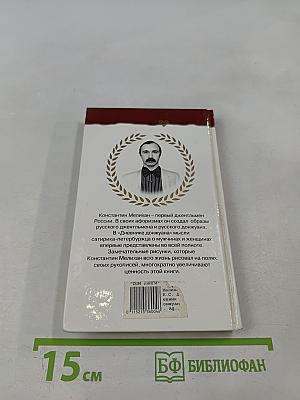 Константин Мелихан – первый джентльмен
России. В своих афоризмах он создал образы
русского джентльмена и русского донжуана.
В «Дневнике донжуана» мысли
сатирика-петербуржца о мужчинах и женщинах
впервые представлены во всей полноте.
Замечательные рисунки, которые
Константин Мелихан всю жизнь рисовал на полях
своих рукописей, многократно увеличивают
ценность этой книги.
15 см
БФ БИБЛИОФАН